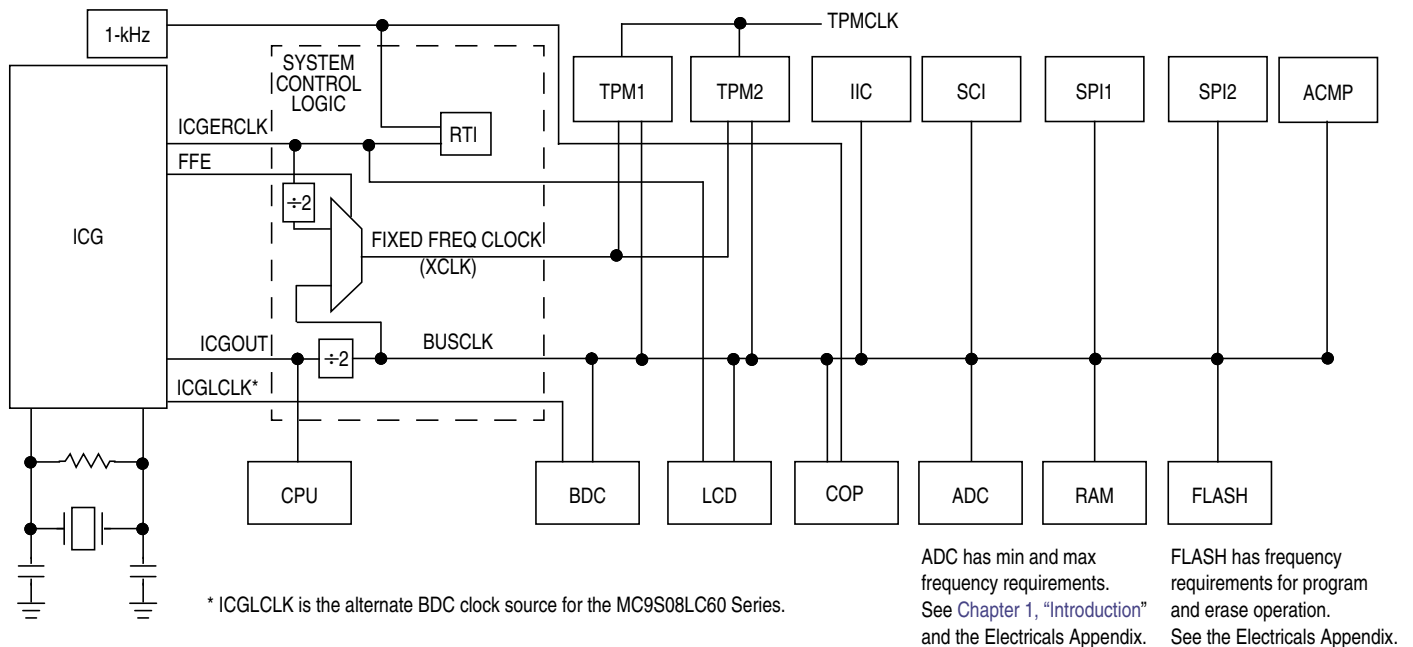 1-kHz
TPMCLK
SYSTEM
CONTROL
LOGIC
TPM1
TPM2
IIC
SCI
SPI1
SPI2
ACMP
ICGERCLK
RTI
FFE
÷2
ICG
FIXED FREQ CLOCK
(XCLK)
ICGOUT
÷2
BUSCLK
ICGLCLK*
CPU
BDC
LCD
COP
ADC
RAM
FLASH
ADC has min and max
frequency requirements.
See Chapter 1, “Introduction”
and the Electricals Appendix.
FLASH has frequency
requirements for program
and erase operation.
See the Electricals Appendix.
* ICGLCLK is the alternate BDC clock source for the MC9S08LC60 Series.